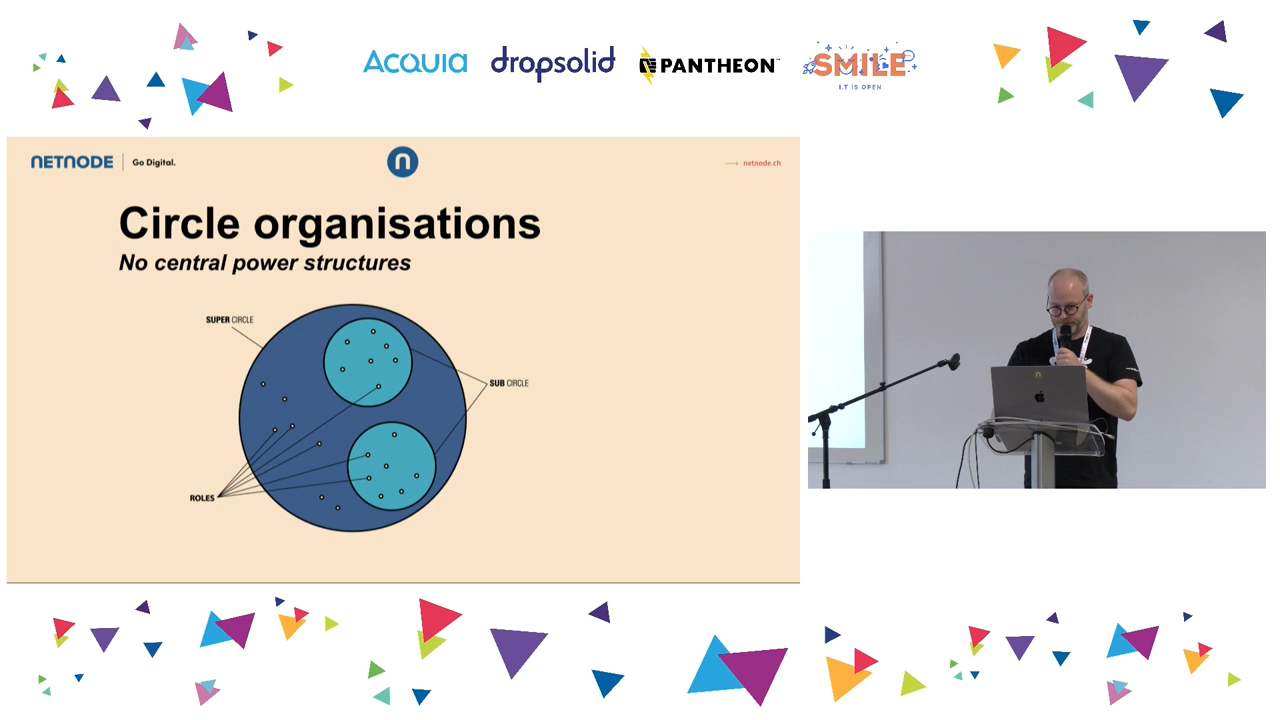 ACQUIA
dropsolid
PANTHEON
SMILE
I.T IS OPEN
NETNODE
Go Digital.
n
netnode.ch
Circle organisations
No central power structures
SUPER CIRCLE
SUB CIRCLE
ROLES